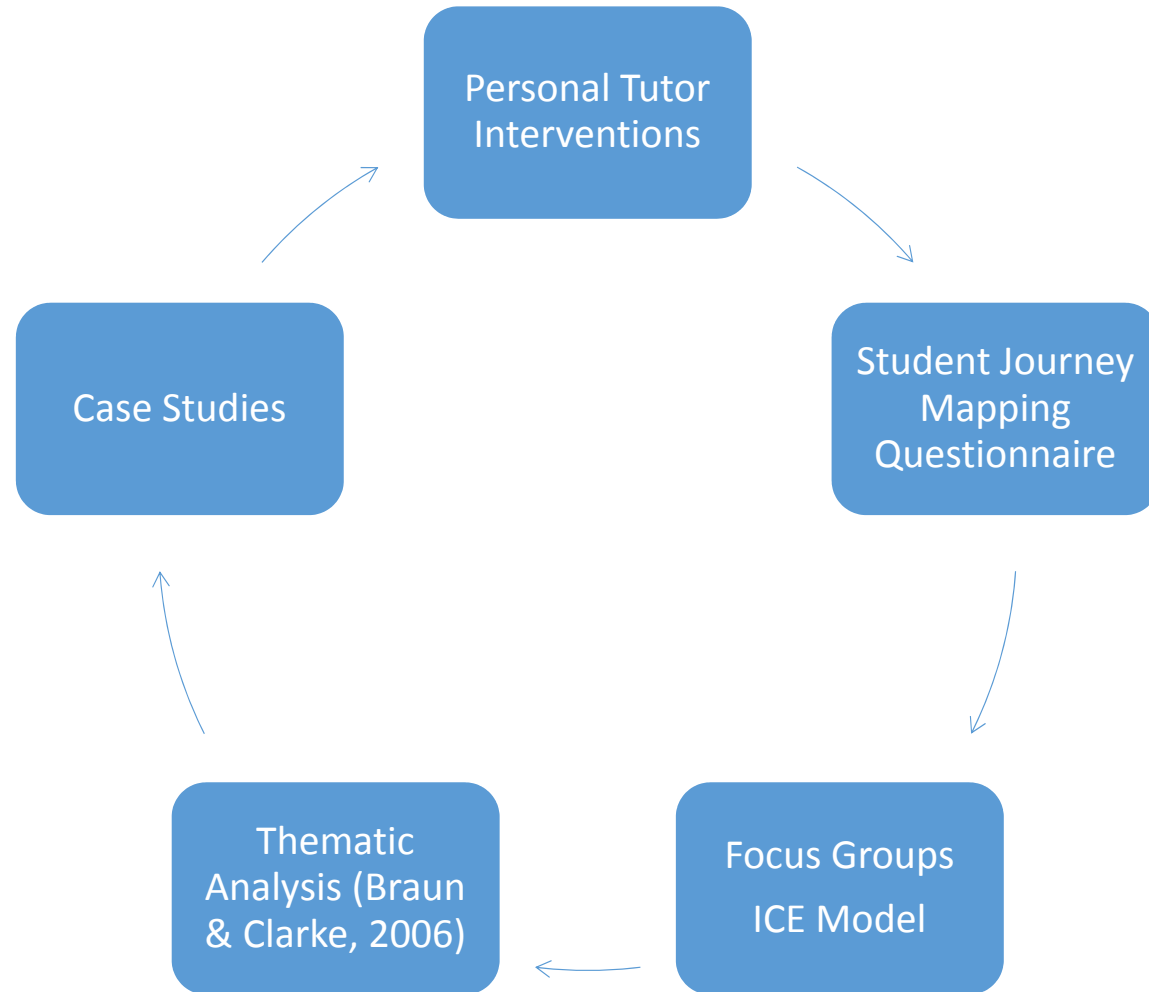 Personal Tutor
Interventions
Student Journey
Mapping
Questionnaire
Focus Groups
ICE Model
Thematic
Analysis (Braun
& Clarke, 2006)
Case Studies